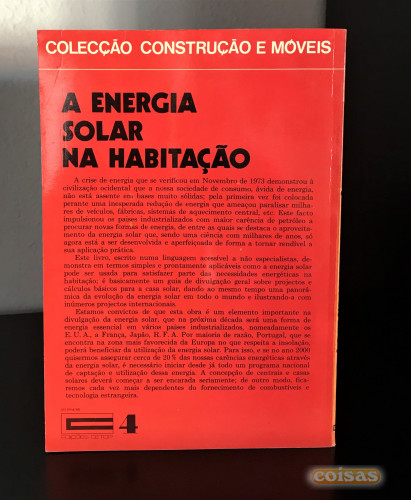 COLECÇÃO CONSTRUÇÃO E MÓVEIS
A ENERGIA
SOLAR
NA HABITAÇÃO
A crise de energia que se verificou em Novembro de 1973 demonstrou à
civilização ocidental que a nossa sociedade de consumo, ávida de energia,
não está assente em bases muito sólidas; pela primeira vez foi colocada
perante uma inesperada redução de energia que ameaçou paralisar milha-
res de veículos, fábricas, sistemas de aquecimento central, etc. Este facto
impulsionou os países industrializados com maior carência de petróleo a
procurar novas formas de energia, de entre as quais se destaca o aproveita-
mento da energia solar que, sendo uma ciência com milhares de anos, só
agora está a ser desenvolvida e aperfeiçoada de forma a tornar rendível a
sua aplicação prática.
Este livro, escrito numa linguagem acessível a não especialistas, de-
monstra em termos simples e prontamente aplicáveis como a energia solar
pode ser usada para satisfazer parte das necessidades energéticas na
habitação; é basicamente um guia de divulgação geral sobre projectos e
cálculos básicos para a casa solar, dando ao mesmo tempo uma panorâ-
mica da evolução da energia solar em todo o mundo e ilustrando-a com
inúmeros projectos internacionais.
Estamos convictos de que esta obra é um elemento importante na
divulgação da energia solar, que na próxima década será uma forma de
energia essencial em vários países industrializados, nomeadamente os
E. U. A., a França, Japão, R. F. A. Por maioria de razão, Portugal, que se
encontra na zona mais favorecida da Europa no que respeita a insolação,
poderá beneficiar da utilização da energia solar. Para isso, e se no ano 2000
quisermos assegurar cerca de 20 % das nossas carências energéticas através
da energia solar, é necessário iniciar desde já todo um programa nacional
de captação e utilização dessa energia. A concepção de centrais e casas
solares deverá começar a ser encarada seriamente; de outro modo, fica-
remos cada vez mais dependentes do fornecimento de combustíveis e
tecnologia estrangeira.
4
EDIÇÕES CETOP
coisas